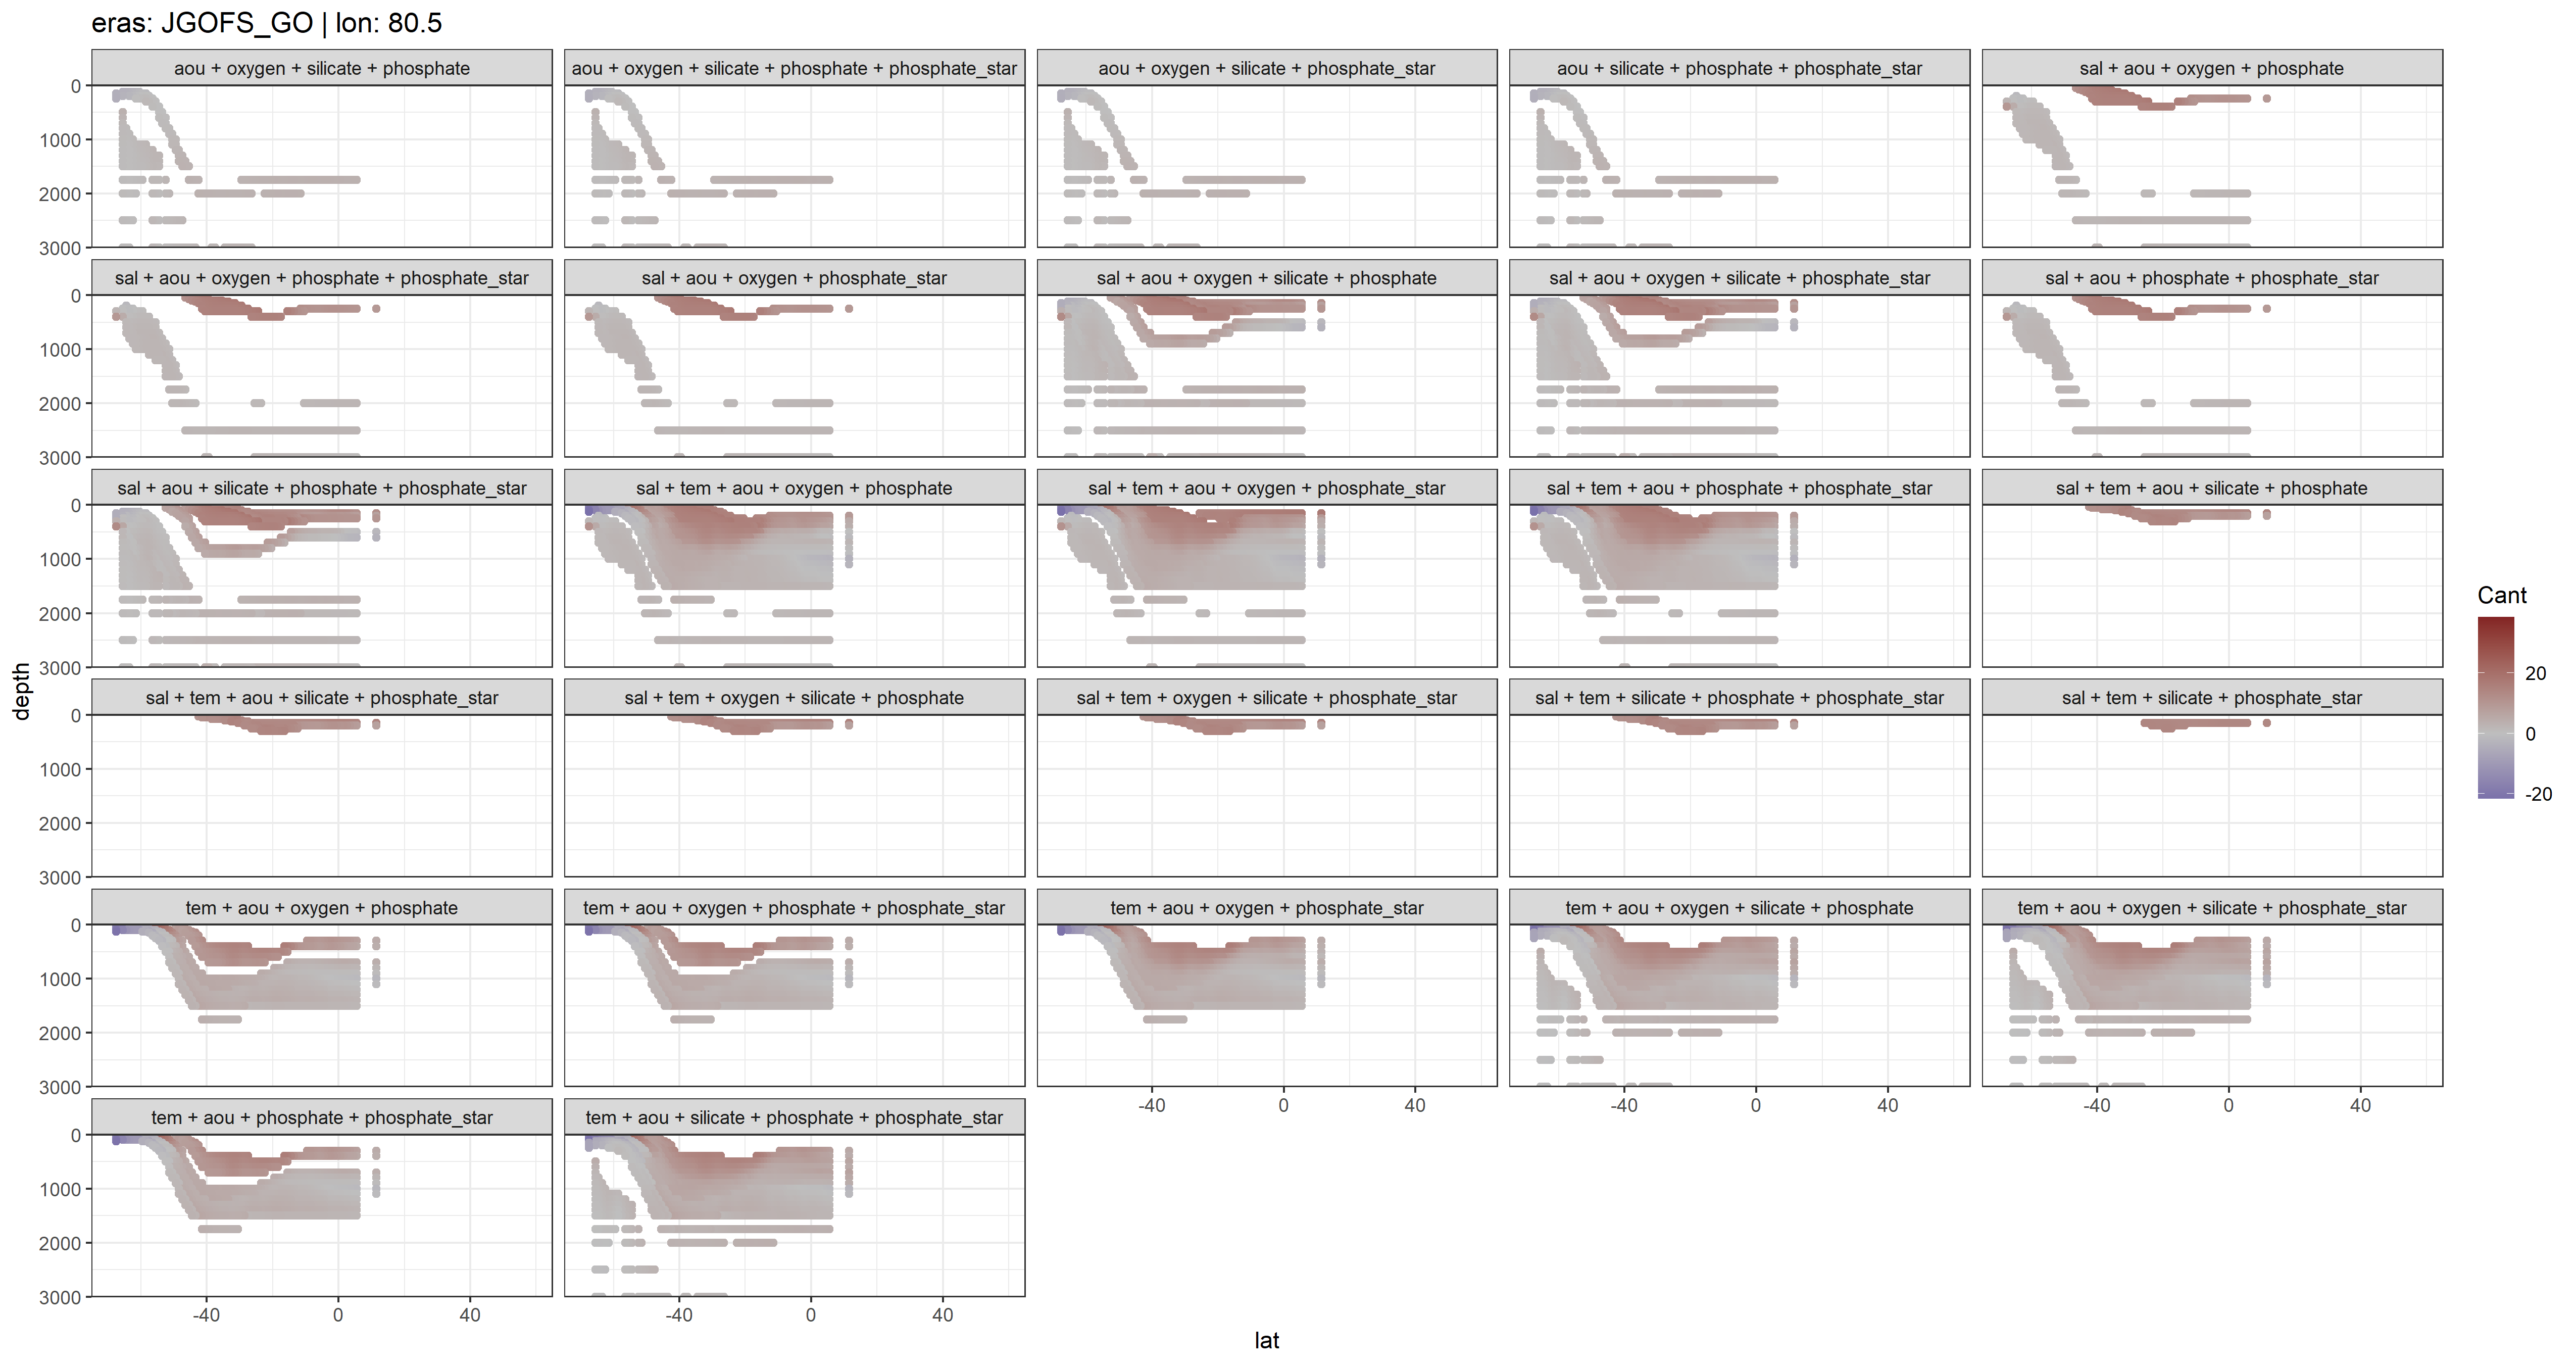 eras: JGOFS_GO | lon: 80.5
aou + oxygen + silicate + phosphate
aou + oxygen + silicate + phosphate + phosphate_star
aou + oxygen + silicate + phosphate_star
aou + silicate + phosphate + phosphate_star
sal + aou + oxygen + phosphate
0
1000
2000
3000
sal + aou + oxygen + phosphate + phosphate_star
sal + aou + oxygen + phosphate_star
sal + aou + oxygen + silicate + phosphate
sal + aou + oxygen + silicate + phosphate_star
sal + aou + phosphate + phosphate_star
0
1000
2000
3000
sal + aou + silicate + phosphate + phosphate_star
sal + tem + aou + oxygen + phosphate
sal + tem + aou + oxygen + phosphate_star
sal + tem + aou + phosphate + phosphate_star
sal + tem + aou + silicate + phosphate
0
1000
2000
3000
sal + tem + aou + silicate + phosphate_star
sal + tem + oxygen + silicate + phosphate
sal + tem + oxygen + silicate + phosphate_star
sal + tem + silicate + phosphate + phosphate_star
sal + tem + silicate + phosphate_star
0
1000
2000
3000
tem + aou + oxygen + phosphate
tem + aou + oxygen + phosphate + phosphate_star
tem + aou + oxygen + phosphate_star
tem + aou + oxygen + silicate + phosphate
tem + aou + oxygen + silicate + phosphate_star
0
1000
2000
3000
-40 0 40
-40 0 40
-40 0 40
tem + aou + phosphate + phosphate_star
tem + aou + silicate + phosphate + phosphate_star
0
1000
2000
3000
-40 0 40
-40 0 40
lat
depth
Cant
20
0
-20